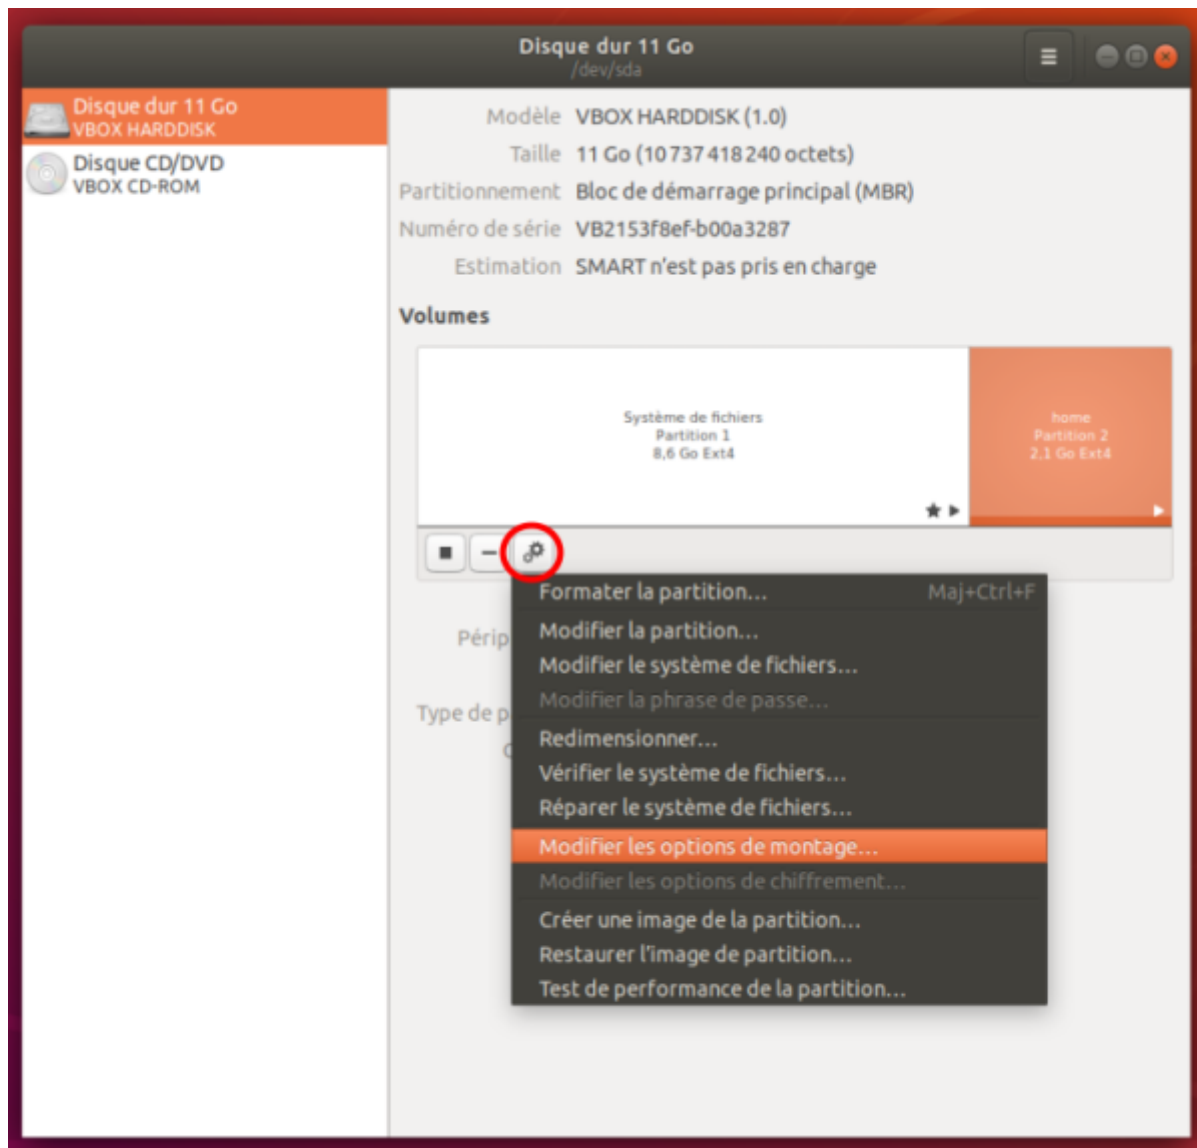 Disque dur 11 Go
/dev/sda
Disque dur 11 Go
VBOX HARDDISK
Disque CD/DVD
VBOX CD-ROM
Modèle VBOX HARDDISK (1.0)
Taille 11 Go (10 737 418 240 octets)
Partitionnement Bloc de démarrage principal (MBR)
Numéro de série VB2153f8ef-b00a3287
Estimation SMART n'est pas pris en charge
Volumes
Système de fichiers
Partition 1
8,6 Go Ext4
home
Partition 2
2,1 Go Ext4
Formater la partition… Maj+Ctrl+F
Périp
Modifier la partition…
Modifier le système de fichiers…
Modifier la phrase de passe…
Type de p
Redimensionner…
Vérifier le système de fichiers…
Réparer le système de fichiers…
Modifier les options de montage…
Modifier les options de chiffrement…
Créer une image de la partition…
Restaurer l'image de partition…
Test de performance de la partition…